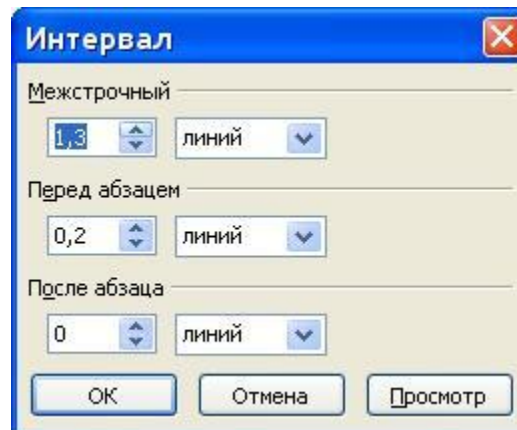 Интервал
Межстрочный
1,3 линий
Перед абзацем
0,2 линий
После абзаца
0 линий
ОК Отмена Просмотр